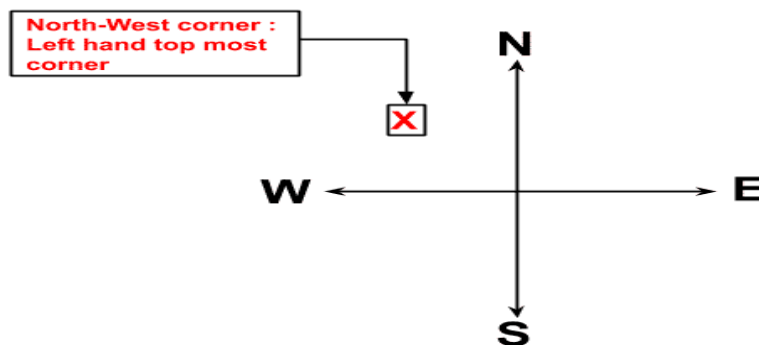 North-West corner :
Left hand top most
corner
N
X
W
E
S